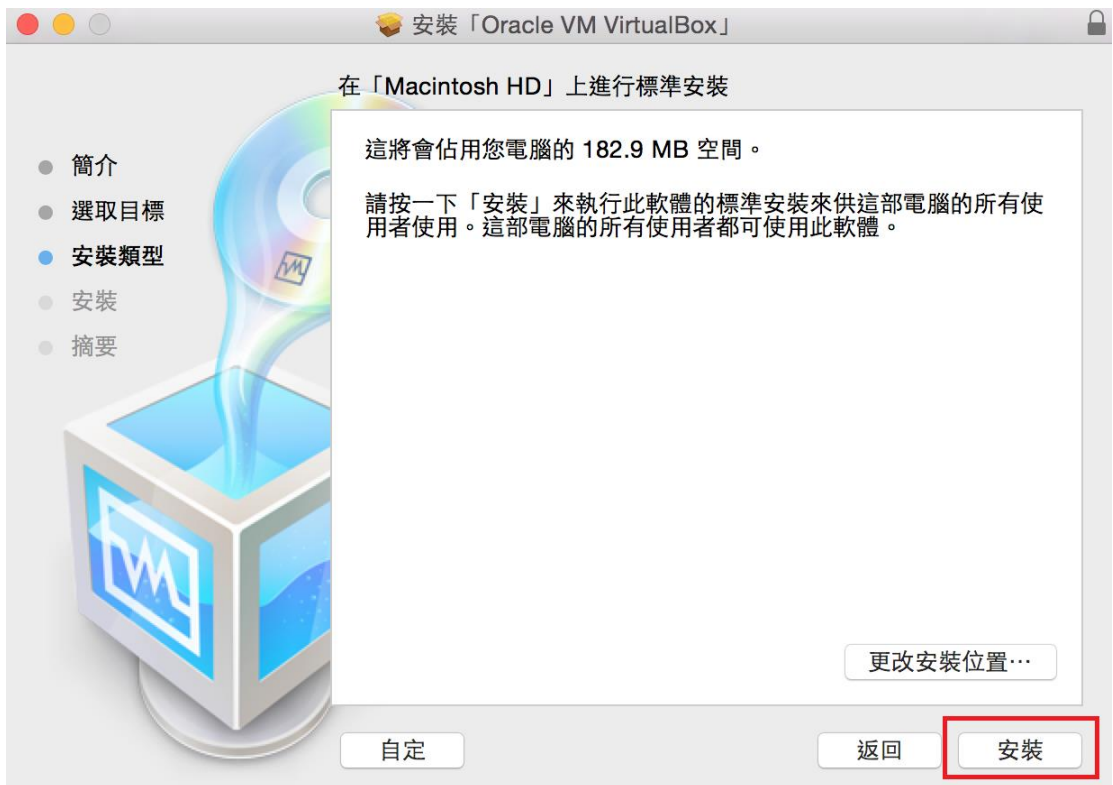 安裝「Oracle VM VirtualBox」
在「Macintosh HD」上進行標準安裝
簡介
選取目標
安裝類型
安裝
摘要
這將會佔用您電腦的 182.9 MB 空間。
請按一下「安裝」來執行此軟體的標準安裝來供這部電腦的所有使
用者使用。這部電腦的所有使用者都可使用此軟體。
更改安裝位置…
自定
返回
安裝